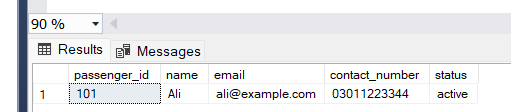 90 %
Results Messages
passenger_id name email contact_number status
1 101 Ali ali@example.com 03011223344 active